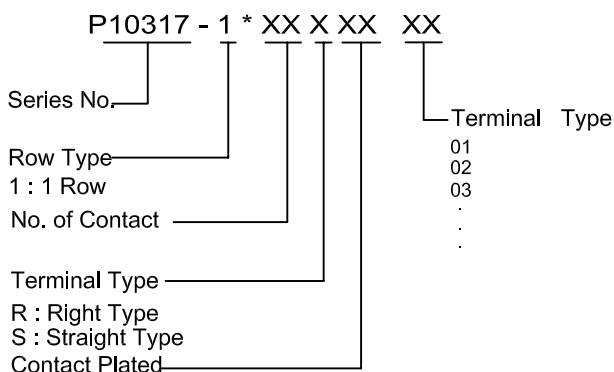 P10317 - 1 * XX X XX XX
Series No.
Terminal Type
01
02
03
.
.
.
Row Type
1 : 1 Row
No. of Contact
Terminal Type
R : Right Type
S : Straight Type
Contact Plated